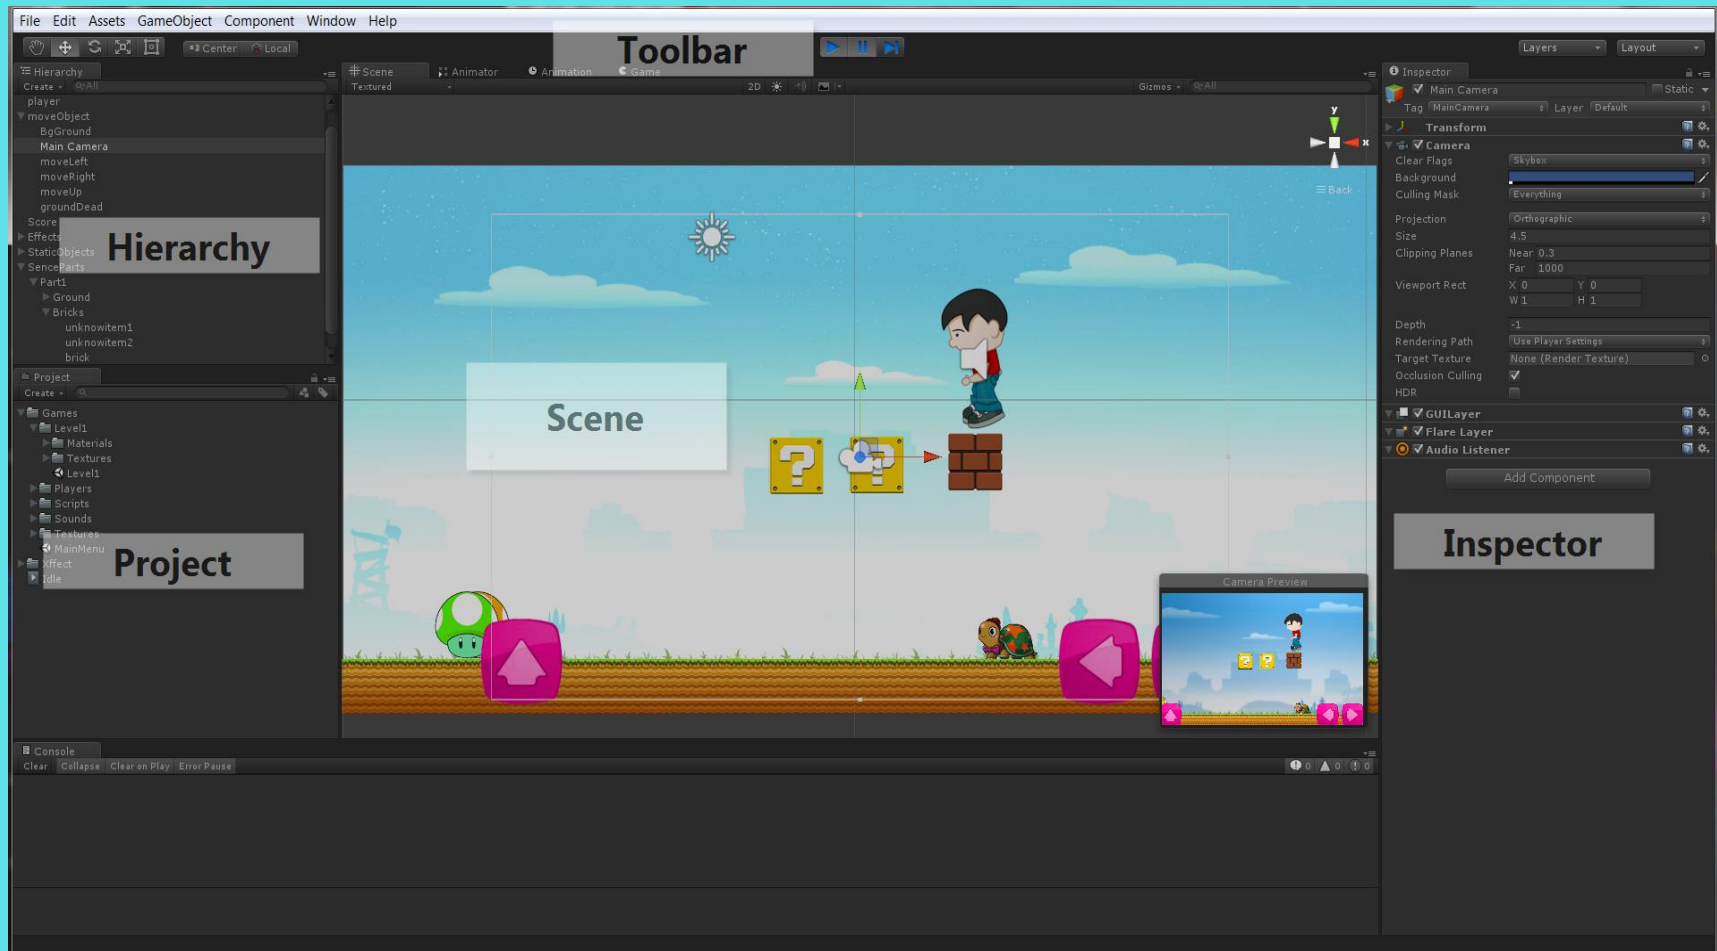 File Edit Assets GameObject Component Window Help
Toolbar
Center Local
Layers Layout
Hierarchy
Create All
player
moveObject
BgGround
Main Camera
moveLeft
moveRight
moveUp
groundDead
Score
Effects
Hierarchy
StaticObjects
SenceParts
Part1
Ground
Bricks
unknowitem1
unknowitem2
brick
Project
Create
Games
Level1
Materials
Textures
Level1
Players
Scripts
Sounds
Textures
MainMenu
Project
Xffect
Idle
Scene Animator Animation Game
Textured 2D Gizmos All
Back
Scene
Camera Preview
Inspector
Main Camera Static
Tag MainCamera Layer Default
Transform
Camera
Clear Flags Skybox
Background
Culling Mask Everything
Projection Orthographic
Size 4.5
Clipping Planes Near 0.3
Far 1000
Viewport Rect X 0 Y 0
W 1 H 1
Depth -1
Rendering Path Use Player Settings
Target Texture None (Render Texture)
Occlusion Culling
HDR
GUILayer
Flare Layer
Audio Listener
Add Component
Inspector
Console
Clear Collapse Clear on Play Error Pause 0 0 0